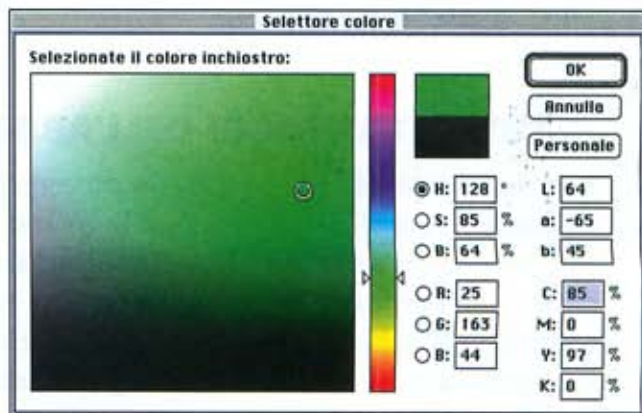 Selettore colore
Selezionate il colore inchiostro:
OK
Annulla
Personale
H: 128 °
S: 85 %
B: 64 %
R: 25
G: 163
B: 44
L: 64
a: -65
b: 45
C: 85 %
M: 0 %
Y: 97 %
K: 0 %